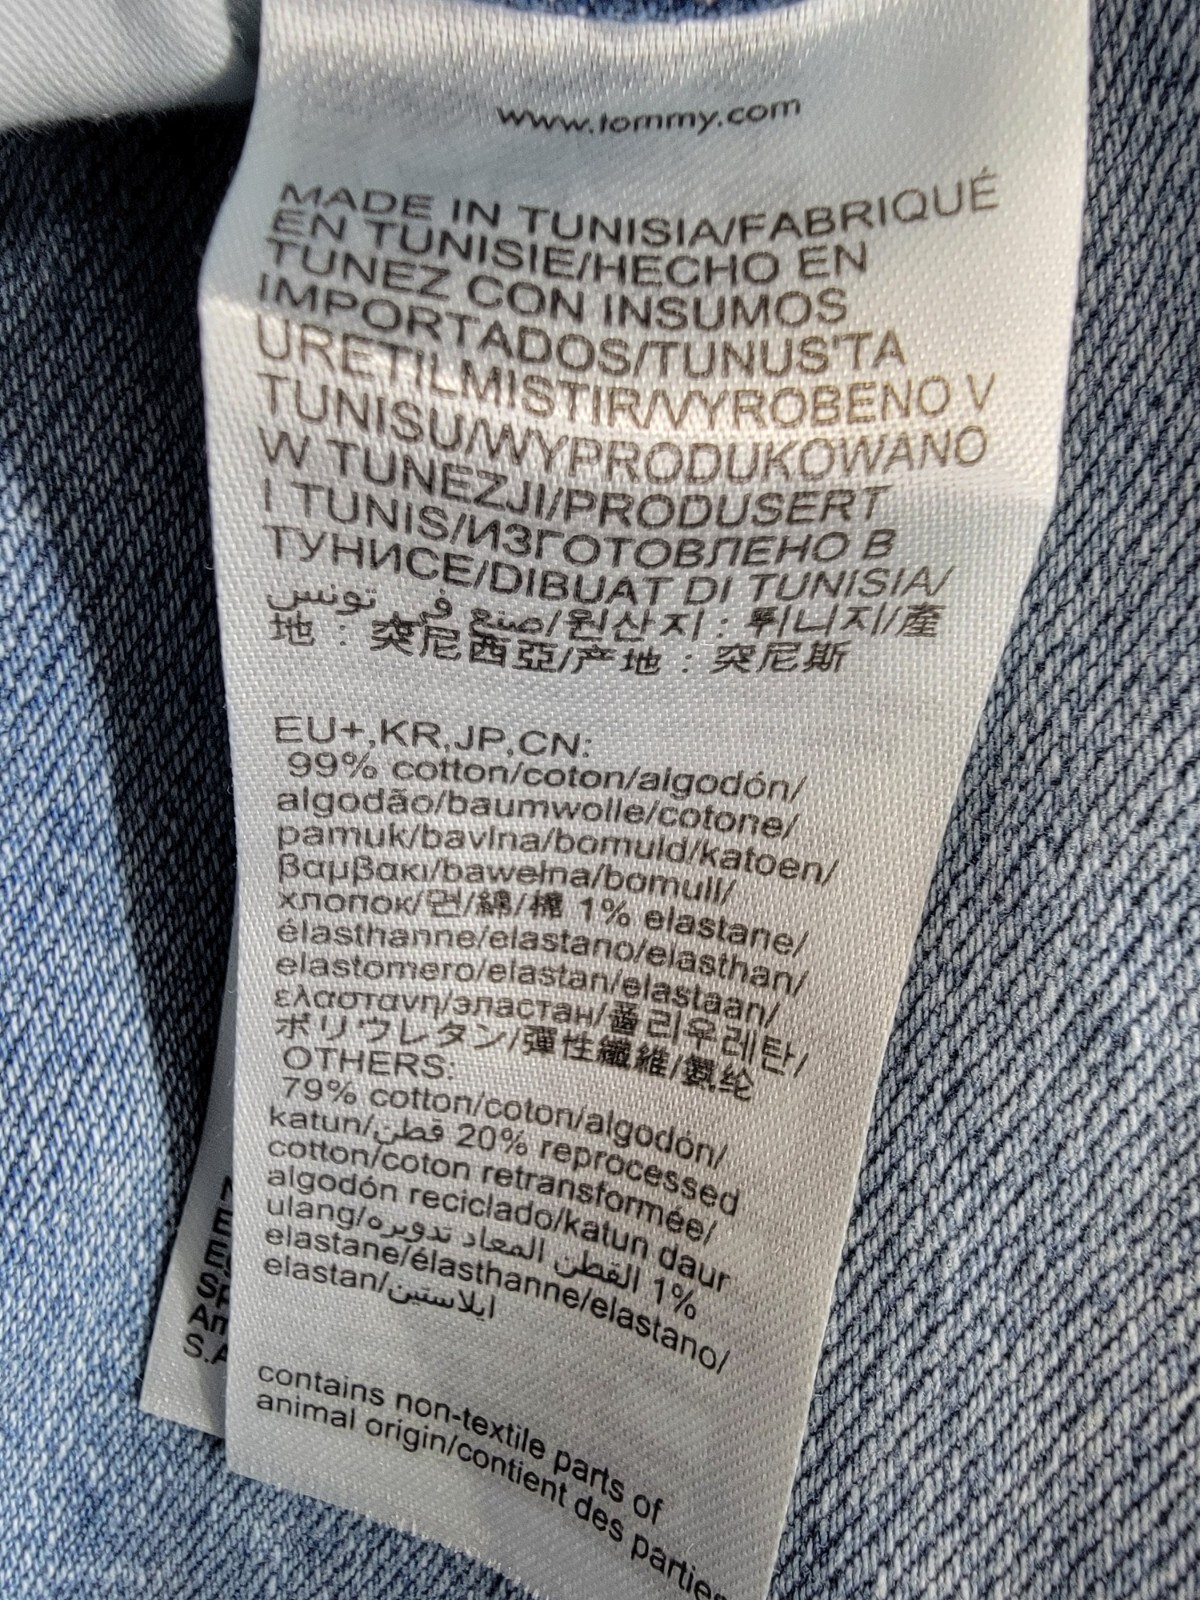 www.tommy.com
MADE IN TUNISIA/FABRIQUÉ
EN TUNISIE/HECHO EN
TUNEZ CON INSUMOS
IMPORTADOS/TUNUS'TA
URETILMISTIR/VYROBENO V
TUNISU/WYPRODUKOWANO
W TUNEZJI/PRODUSERT
I TUNIS/ИЗГОТОВЛЕНО В
ТУНИСЕ/DIBUAT DI TUNISIA/
صنع في تونس/원산지 : 튀니지/產
地 : 突尼西亞/产地 : 突尼斯
EU+,KR,JP,CN:
99% cotton/coton/algodón/
algodão/baumwolle/cotone/
pamuk/bavlna/bomuld/katoen/
βαμβακι/bawełna/bomull/
хлопок/면/綿/棉 1% elastane/
élasthanne/elastano/elasthan/
elastomero/elastan/elastaan/
ελαστανη/эластан/폴리우레탄/
ポリウレタン/彈性纖維/氨纶
OTHERS:
79% cotton/coton/algodón/
katun/قطن 20% reprocessed
cotton/coton retransformée/
algodón reciclado/katun daur
ulang/القطن المعاد تدويره 1%
elastane/élasthanne/elastano/
elastan/ايلاستين
contains non-textile parts of
animal origin/contient des parties
S.A